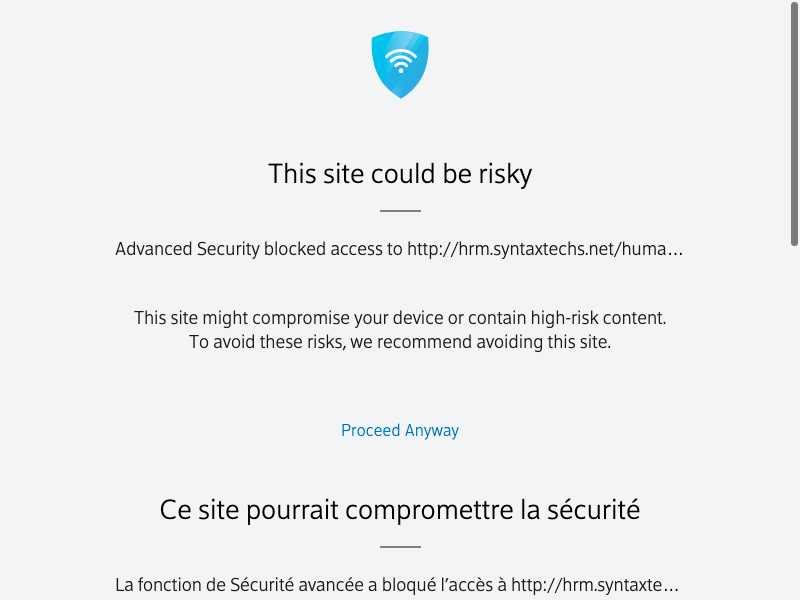 This site could be risky
Advanced Security blocked access to http://hrm.syntaxtechs.net/huma...
This site might compromise your device or contain high-risk content.
To avoid these risks, we recommend avoiding this site.
Proceed Anyway
Ce site pourrait compromettre la sécurité
La fonction de Sécurité avancée a bloqué l’accès à http://hrm.syntaxte...